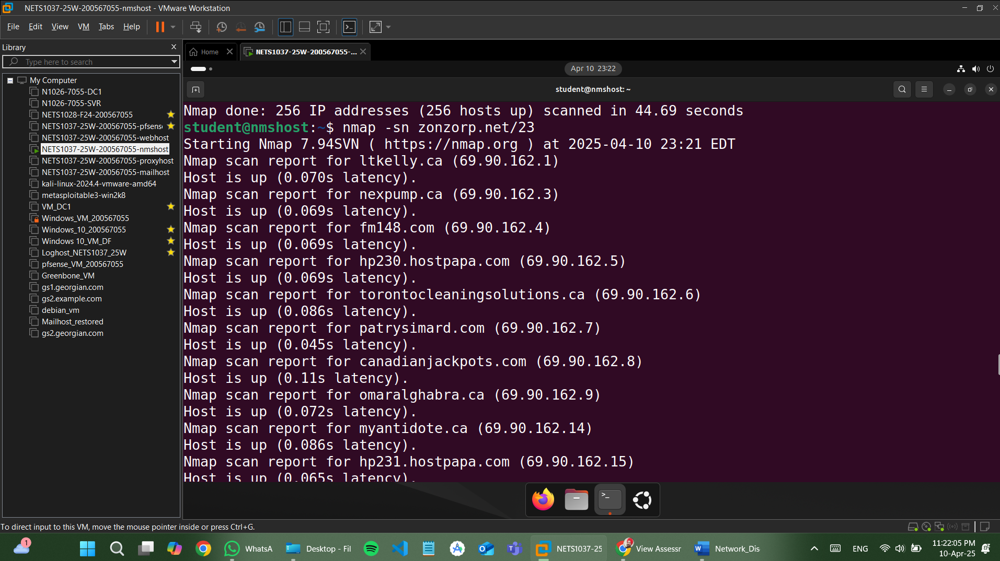 NETS1037-25W-200567055-nmshost - VMware Workstation
File Edit View VM Tabs Help
Library
Type here to search
My Computer
N1026-7055-DC1
N1026-7055-SVR
NETS1028-F24-200567055
NETS1037-25W-200567055-pfsens
NETS1037-25W-200567055-webhost
NETS1037-25W-200567055-nmshost
NETS1037-25W-200567055-proxyhost
NETS1037-25W-200567055-mailhost
kali-linux-2024.4-vmware-amd64
metasploitable3-win2k8
VM_DC1
Windows_VM_200567055
Windows_10_200567055
Windows 10_VM_DF
Loghost_NETS1037_25W
pfsense_VM_200567055
Greenbone_VM
gs1.georgian.com
gs2.example.com
debian_vm
Mailhost_restored
gs2.georgian.com
Home
NETS1037-25W-200567055-...
Apr 10 23:22
student@nmshost: ~
Nmap done: 256 IP addresses (256 hosts up) scanned in 44.69 seconds
student@nmshost:~$ nmap -sn zonzorp.net/23
Starting Nmap 7.94SVN ( https://nmap.org ) at 2025-04-10 23:21 EDT
Nmap scan report for ltkelly.ca (69.90.162.1)
Host is up (0.070s latency).
Nmap scan report for nexpump.ca (69.90.162.3)
Host is up (0.069s latency).
Nmap scan report for fm148.com (69.90.162.4)
Host is up (0.069s latency).
Nmap scan report for hp230.hostpapa.com (69.90.162.5)
Host is up (0.069s latency).
Nmap scan report for torontocleaningsolutions.ca (69.90.162.6)
Host is up (0.086s latency).
Nmap scan report for patrysimard.com (69.90.162.7)
Host is up (0.045s latency).
Nmap scan report for canadianjackpots.com (69.90.162.8)
Host is up (0.11s latency).
Nmap scan report for omaralghabra.ca (69.90.162.9)
Host is up (0.072s latency).
Nmap scan report for myantidote.ca (69.90.162.14)
Host is up (0.086s latency).
Nmap scan report for hp231.hostpapa.com (69.90.162.15)
Host is up (0.065s latency).
To direct input to this VM, move the mouse pointer inside or press Ctrl+G.
1
WhatsA
Desktop - Fil
NETS1037-25
View Assessr
Network_Dis
ENG
11:22:05 PM
10-Apr-25